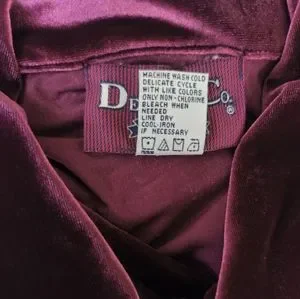 MACHINE WASH COLD
DELICATE CYCLE
WITH LIKE COLORS
ONLY NON-CHLORINE
BLEACH WHEN
NEEDED
LINE DRY
COOL-IRON
IF NECESSARY
Co.®